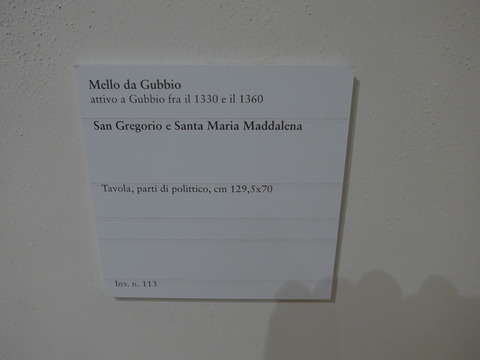 Mello da Gubbio
attivo a Gubbio fra il 1330 e il 1360
San Gregorio e Santa Maria Maddalena
Tavola, parti di polittico, cm 129,5x70
Inv. n. 113